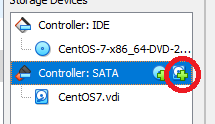 Storage Devices
Controller: IDE
CentOS-7-x86_64-DVD-2...
Controller: SATA
CentOS7.vdi